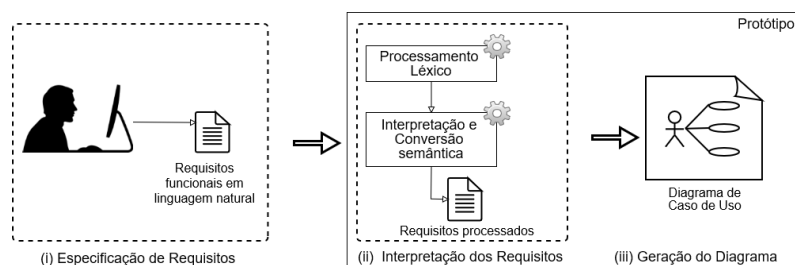 Protótipo
Requisitos
funcionais em
linguagem natural
(i) Especificação de Requisitos
Processamento
Léxico
Interpretação e
Conversão
semântica
Requisitos processados
(ii) Interpretação dos Requisitos
Diagrama de
Caso de Uso
(iii) Geração do Diagrama